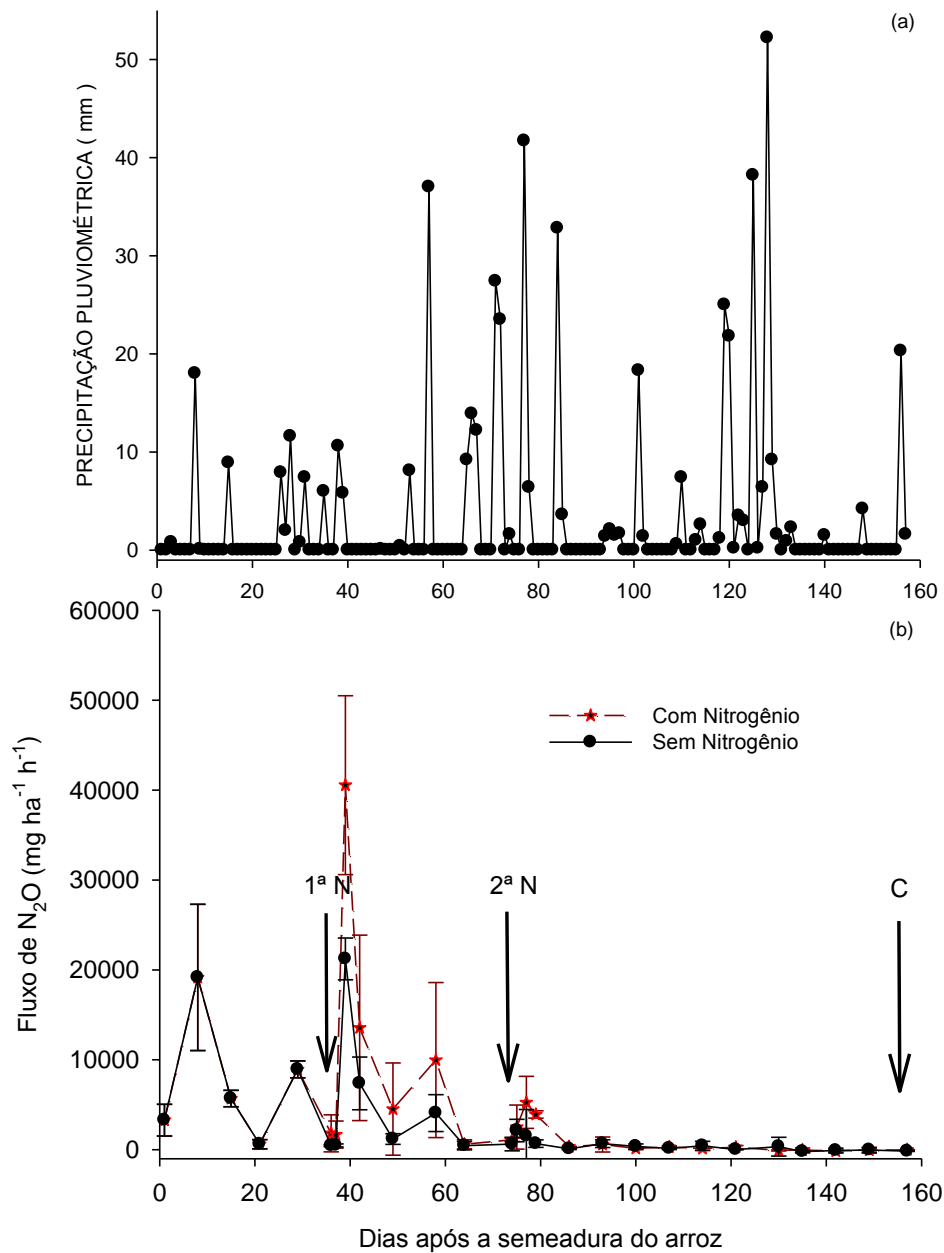 (a)
PRECIPITAÇÃO PLUVIOMÉTRICA ( mm )
50
40
30
20
10
0
0 20 40 60 80 100 120 140 160
(b)
Fluxo de N2O (mg ha-1 h-1)
60000
50000
40000
30000
20000
10000
0
Com Nitrogênio
Sem Nitrogênio
1ª N
2ª N
C
0 20 40 60 80 100 120 140 160
Dias após a semeadura do arroz